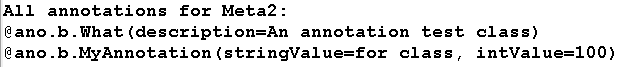 All annotations for Meta2:
@ano.b.What(description=An annotation test class)
@ano.b.MyAnnotation(stringValue=for class, intValue=100)